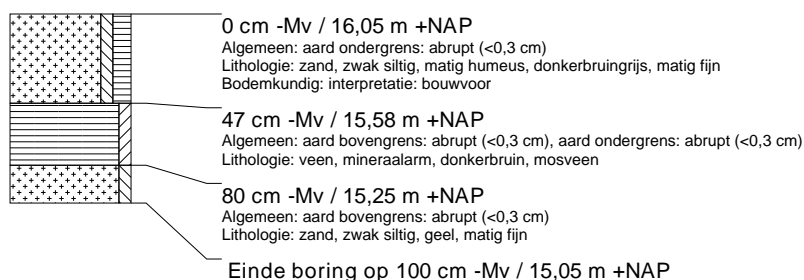 0 cm -Mv / 16,05 m +NAP
Algemeen: aard ondergrens: abrupt (<0,3 cm)
Lithologie: zand, zwak siltig, matig humeus, donkerbruingrijs, matig fijn
Bodemkundig: interpretatie: bouwvoor
47 cm -Mv / 15,58 m +NAP
Algemeen: aard bovengrens: abrupt (<0,3 cm), aard ondergrens: abrupt (<0,3 cm)
Lithologie: veen, mineraalarm, donkerbruin, mosveen
80 cm -Mv / 15,25 m +NAP
Algemeen: aard bovengrens: abrupt (<0,3 cm)
Lithologie: zand, zwak siltig, geel, matig fijn
Einde boring op 100 cm -Mv / 15,05 m +NAP